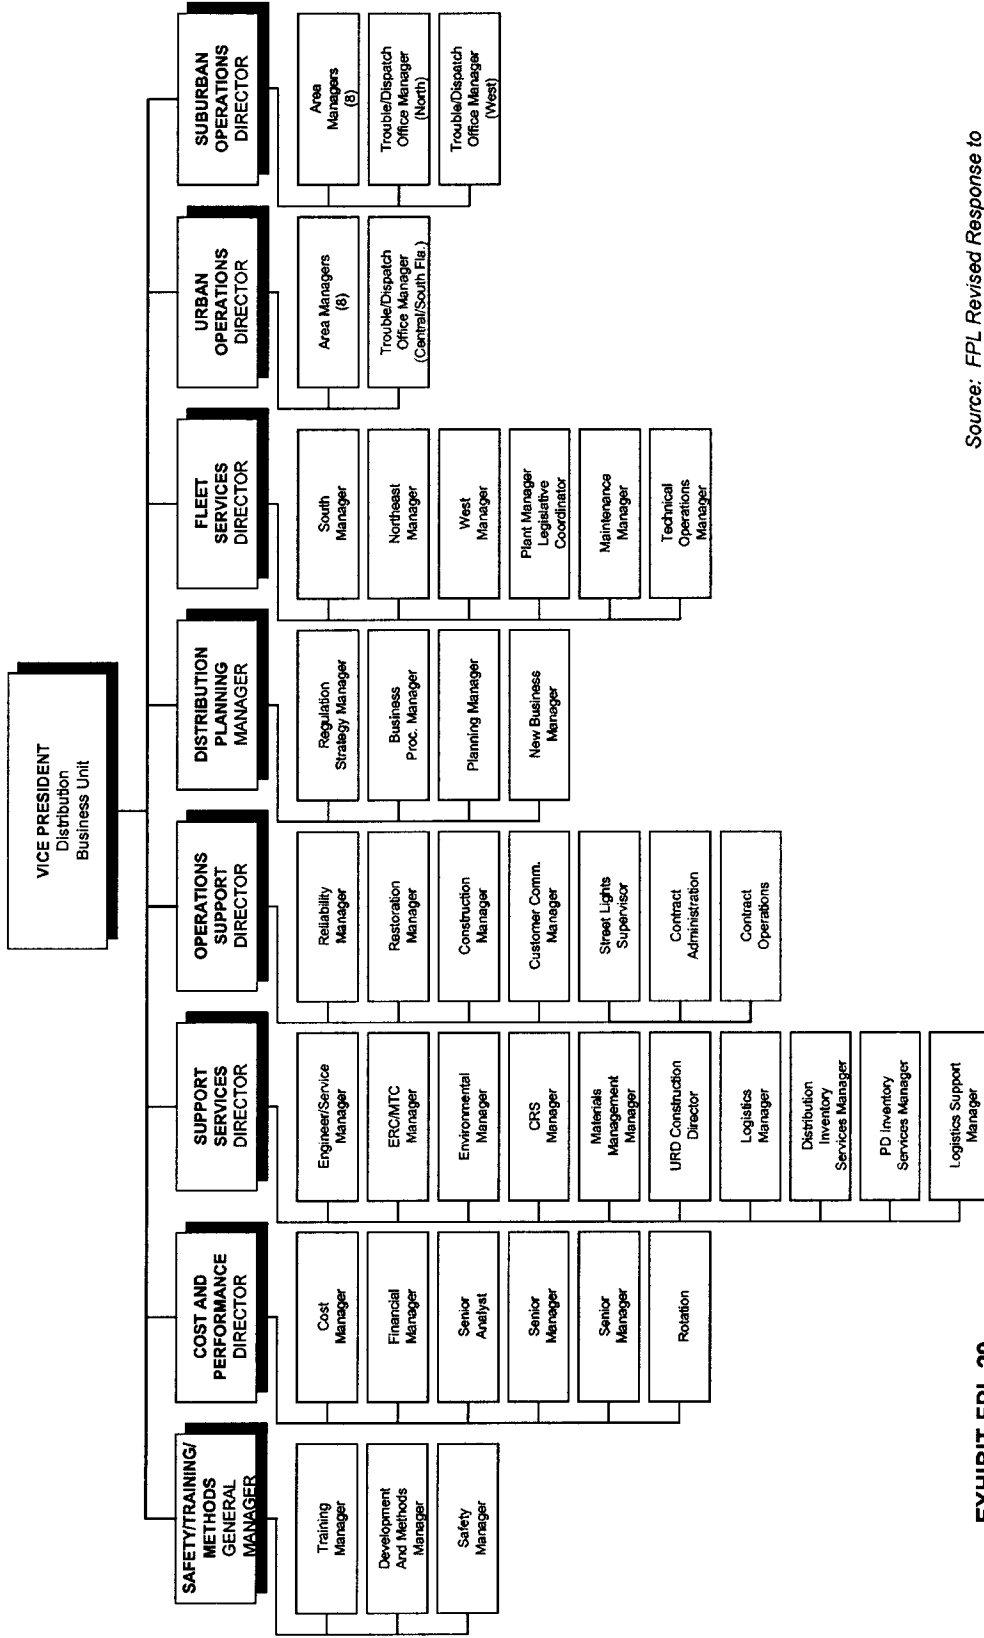 VICE PRESIDENT
Distribution
Business Unit
SAFETY/TRAINING/
METHODS
GENERAL
MANAGER
Training
Manager
Development
And Methods
Manager
Safety
Manager
COST AND
PERFORMANCE
DIRECTOR
Cost
Manager
Financial
Manager
Senior
Analyst
Senior
Manager
Senior
Manager
Rotation
SUPPORT
SERVICES
DIRECTOR
Engineer/Service
Manager
ERC/MTC
Manager
Environmental
Manager
CRS
Manager
Materials
Management
Manager
URD Construction
Director
Logistics
Manager
Distribution
Inventory
Services Manager
PD Inventory
Services Manager
Logistics Support
Manager
OPERATIONS
SUPPORT
DIRECTOR
Reliability
Manager
Restoration
Manager
Construction
Manager
Customer Comm.
Manager
Street Lights
Supervisor
Contract
Administration
Contract
Operations
DISTRIBUTION
PLANNING
MANAGER
Regulation
Strategy Manager
Business
Proc. Manager
Planning Manager
New Business
Manager
FLEET
SERVICES
DIRECTOR
South
Manager
Northeast
Manager
West
Manager
Plant Manager
Legislative
Coordinator
Maintenance
Manager
Technical
Operations
Manager
URBAN
OPERATIONS
DIRECTOR
Area Managers
(8)
Trouble/Dispatch
Office Manager
(Central/South Fla.)
SUBURBAN
OPERATIONS
DIRECTOR
Area
Managers
(8)
Trouble/Dispatch
Office Manager
(North)
Trouble/Dispatch
Office Manager
(West)
EXHIBIT FPL
Source: FPL Revised Response to